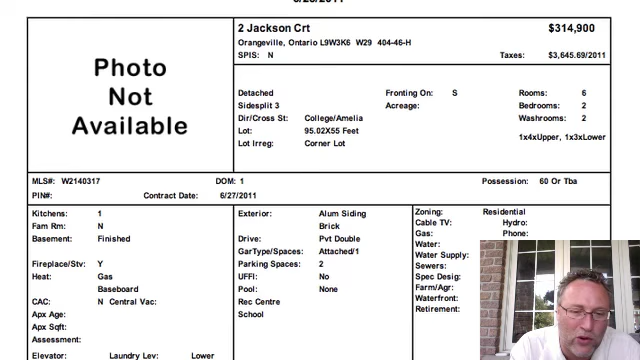 Photo
Not
Available
2 Jackson Crt $314,900
Orangeville, Ontario L9W3K6 W29 404-46-H
SPIS: N Taxes: $3,645.69/2011
Detached Fronting On: S Rooms: 6
Sidesplit 3 Acreage: Bedrooms: 2
Dir/Cross St: College/Amelia Washrooms: 2
Lot: 95.02X55 Feet 1x4xUpper, 1x3xLower
Lot Irreg: Corner Lot
MLS#: W2140317 DOM: 1 Possession: 60 Or Tba
PIN#: Contract Date: 6/27/2011
Kitchens: 1 Exterior: Alum Siding Zoning: Residential
Fam Rm: N Brick Cable TV: Hydro:
Basement: Finished Drive: Pvt Double Gas: Phone:
GarType/Spaces: Attached/1 Water:
Fireplace/Stv: Y Parking Spaces: 2 Water Supply:
Heat: Gas UFFI: No Sewers:
Baseboard Pool: None Spec Desig:
CAC: N Central Vac: Rec Centre Farm/Agr:
Apx Age: School Waterfront:
Apx Sqft: Retirement:
Assessment:
Elevator: Laundry Lev: Lower